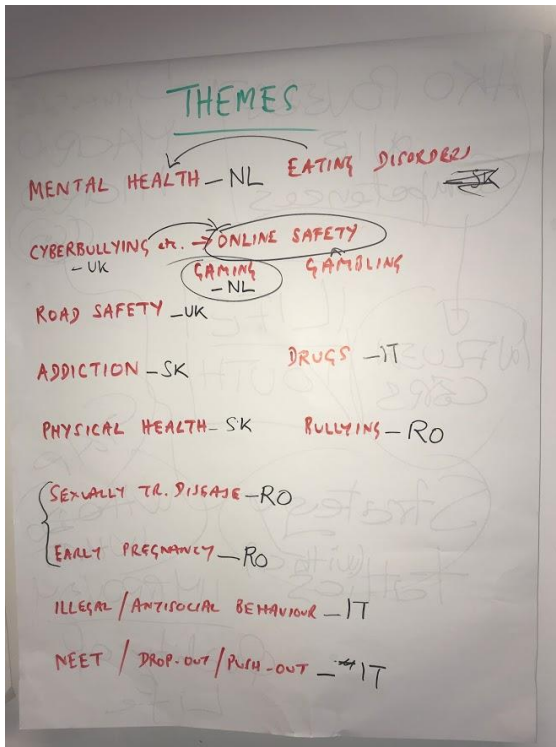 THEMES
MENTAL HEALTH – NL EATING DISORDERS
CYBERBULLYING etc. → ONLINE SAFETY
– UK GAMING GAMBLING
– NL
ROAD SAFETY – UK
ADDICTION – SK DRUGS – IT
PHYSICAL HEALTH – SK BULLYING – RO
SEXUALLY TR. DISEASE – RO
EARLY PREGNANCY – RO
ILLEGAL / ANTISOCIAL BEHAVIOUR – IT
NEET / DROP-OUT / PUSH-OUT – IT